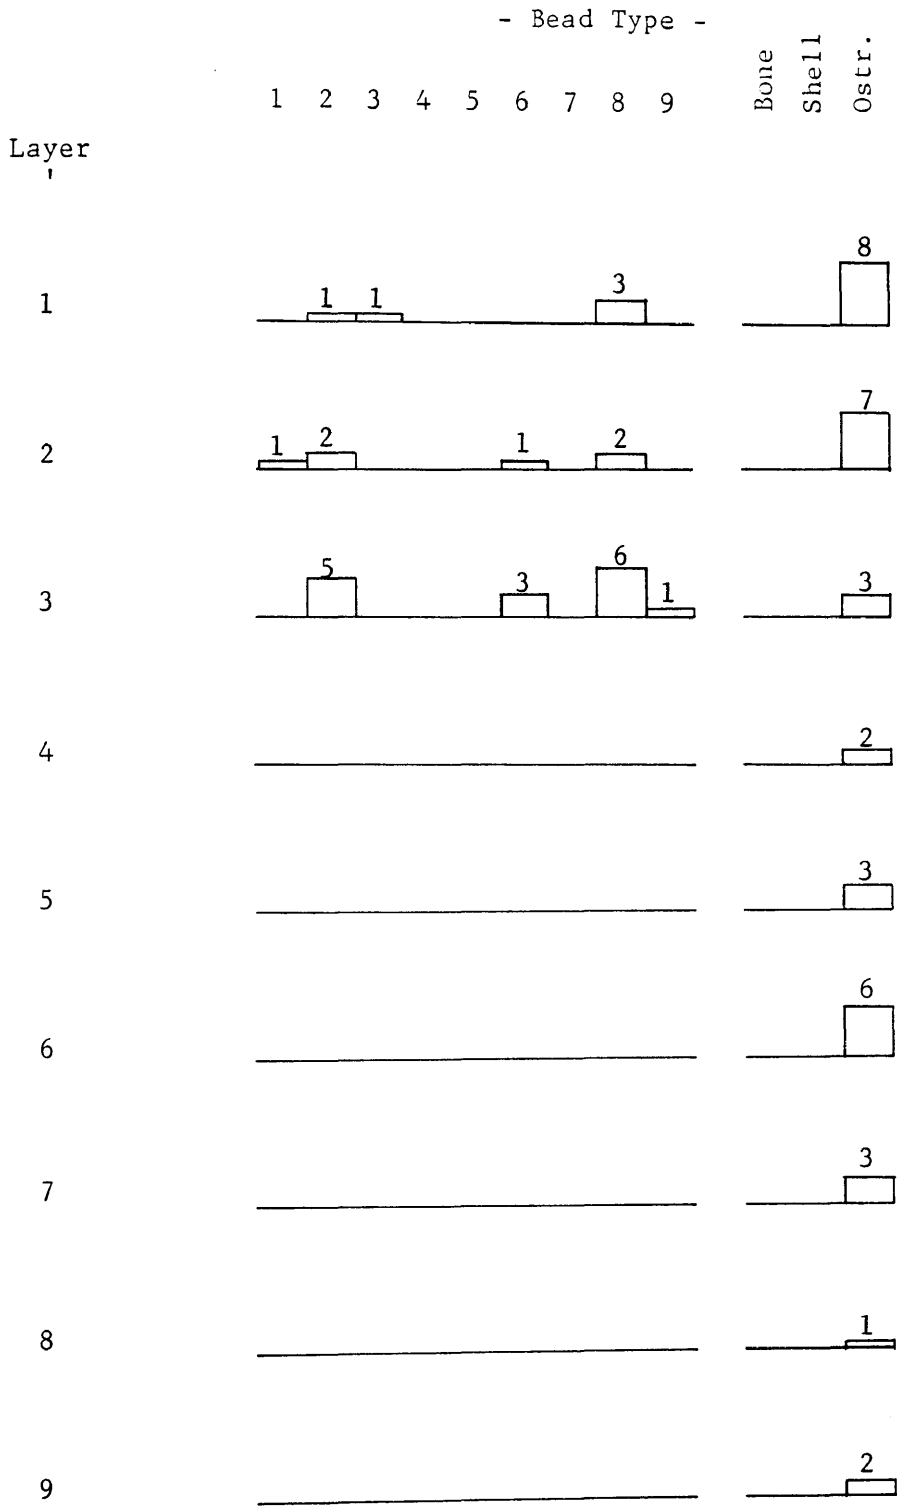 - Bead Type -
1 2 3 4 5 6 7 8 9 Bone Shell Ostr.
Layer
1 1 1 3 8
2 1 2 1 2 7
3 5 3 6 1 3
4 2
5 3
6 6
7 3
8 1
9 2